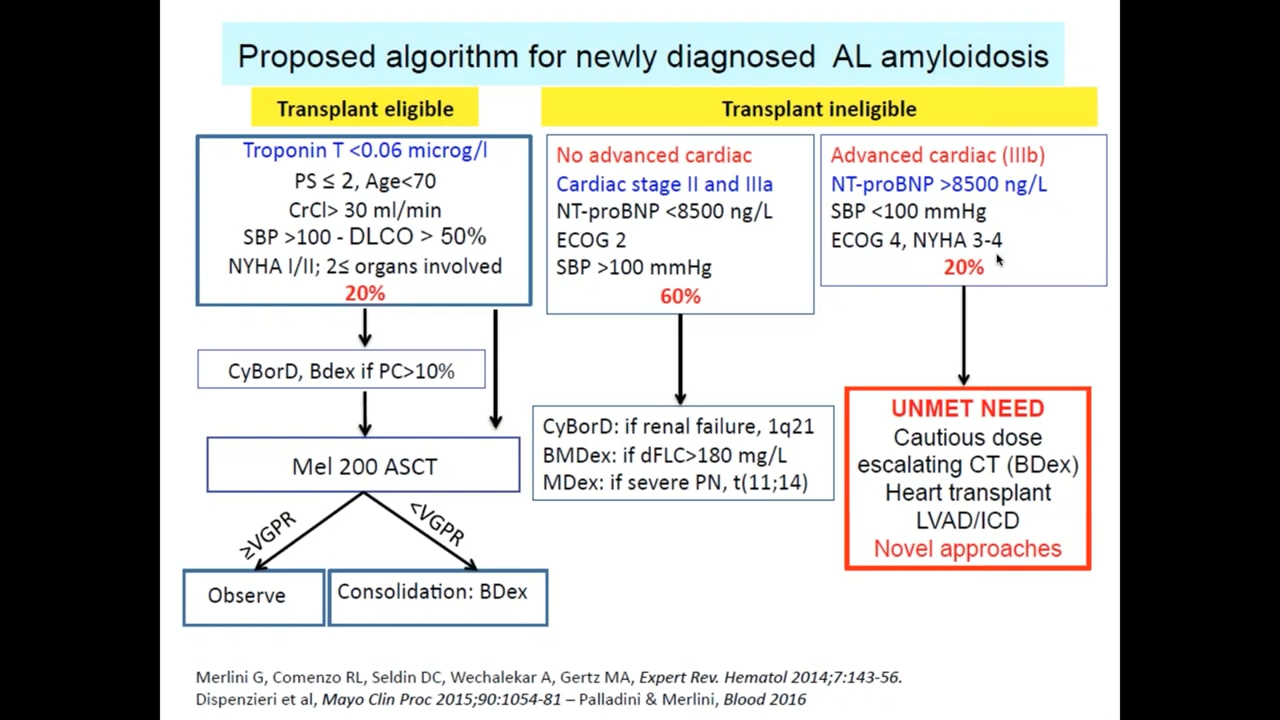 Proposed algorithm for newly diagnosed AL amyloidosis
Transplant eligible
Transplant ineligible
Troponin T <0.06 microg/l
PS ≤ 2, Age<70
CrCl> 30 ml/min
SBP >100 - DLCO > 50%
NYHA I/II; 2≤ organs involved
20%
No advanced cardiac
Cardiac stage II and IIIa
NT-proBNP <8500 ng/L
ECOG 2
SBP >100 mmHg
60%
Advanced cardiac (IIIb)
NT-proBNP >8500 ng/L
SBP <100 mmHg
ECOG 4, NYHA 3-4
20%
CyBorD, Bdex if PC>10%
Mel 200 ASCT
≥VGPR
<VGPR
Observe
Consolidation: BDex
CyBorD: if renal failure, 1q21
BMDex: if dFLC>180 mg/L
MDex: if severe PN, t(11;14)
UNMET NEED
Cautious dose
escalating CT (BDex)
Heart transplant
LVAD/ICD
Novel approaches
Merlini G, Comenzo RL, Seldin DC, Wechalekar A, Gertz MA, Expert Rev. Hematol 2014;7:143-56.
Dispenzieri et al, Mayo Clin Proc 2015;90:1054-81 – Palladini & Merlini, Blood 2016